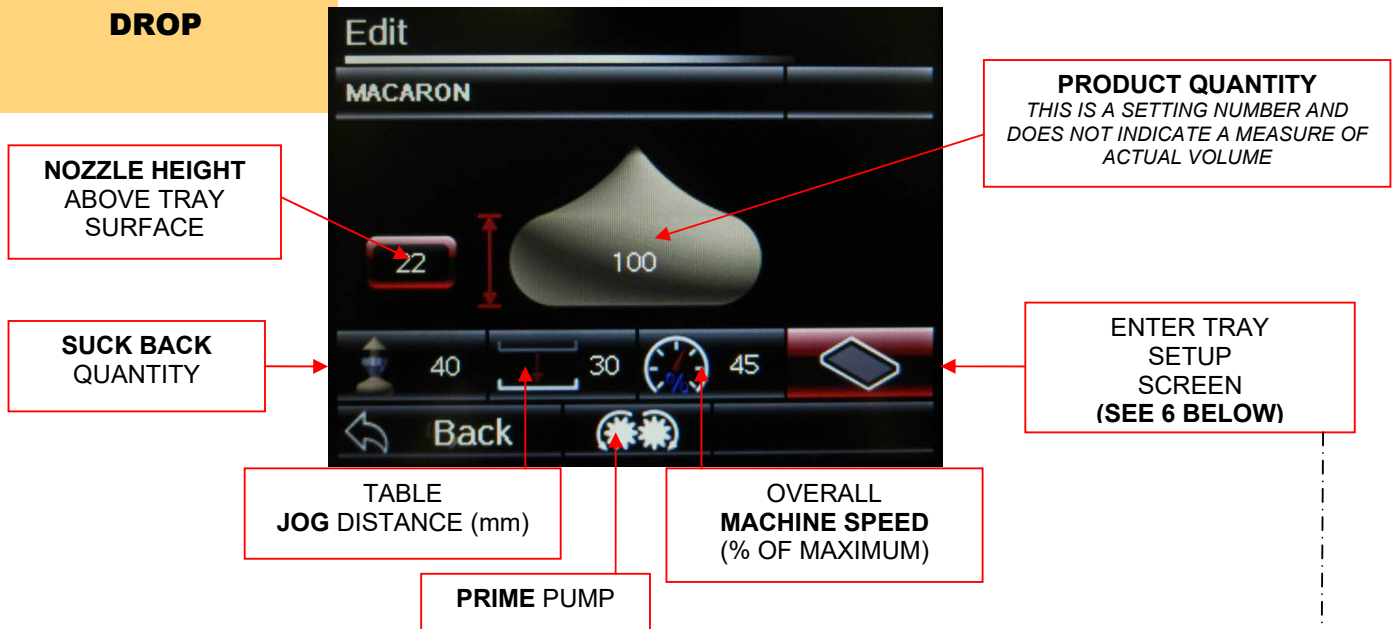 DROP
Edit
MACARON
PRODUCT QUANTITY
THIS IS A SETTING NUMBER AND
DOES NOT INDICATE A MEASURE OF
ACTUAL VOLUME
NOZZLE HEIGHT
ABOVE TRAY
SURFACE
22
100
SUCK BACK
QUANTITY
40
30
%
45
ENTER TRAY
SETUP
SCREEN
(SEE 6 BELOW)
Back
TABLE
JOG DISTANCE (mm)
OVERALL
MACHINE SPEED
(% OF MAXIMUM)
PRIME PUMP